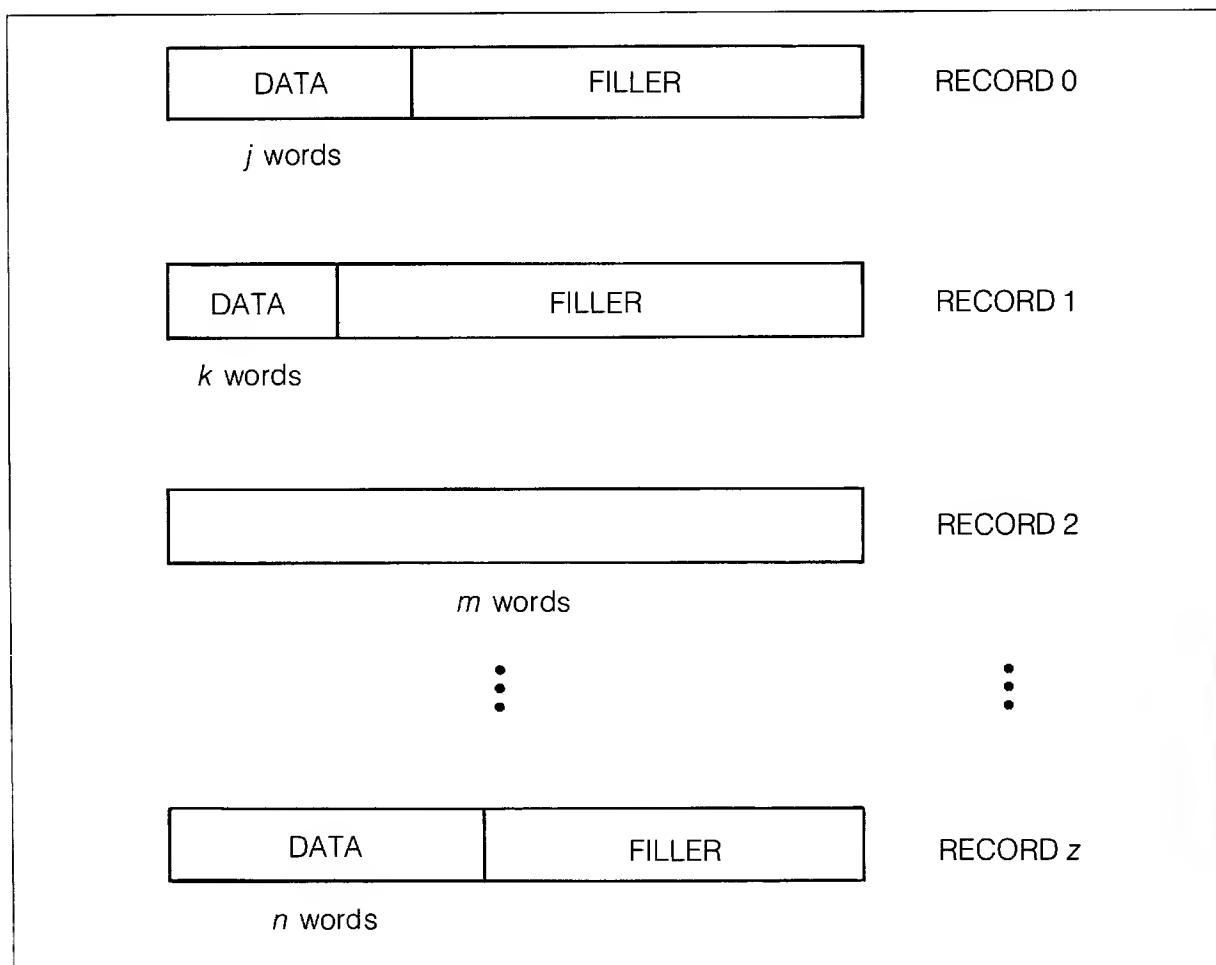 DATA FILLER RECORD 0
j words
DATA FILLER RECORD 1
k words
RECORD 2
m words
DATA FILLER RECORD z
n words